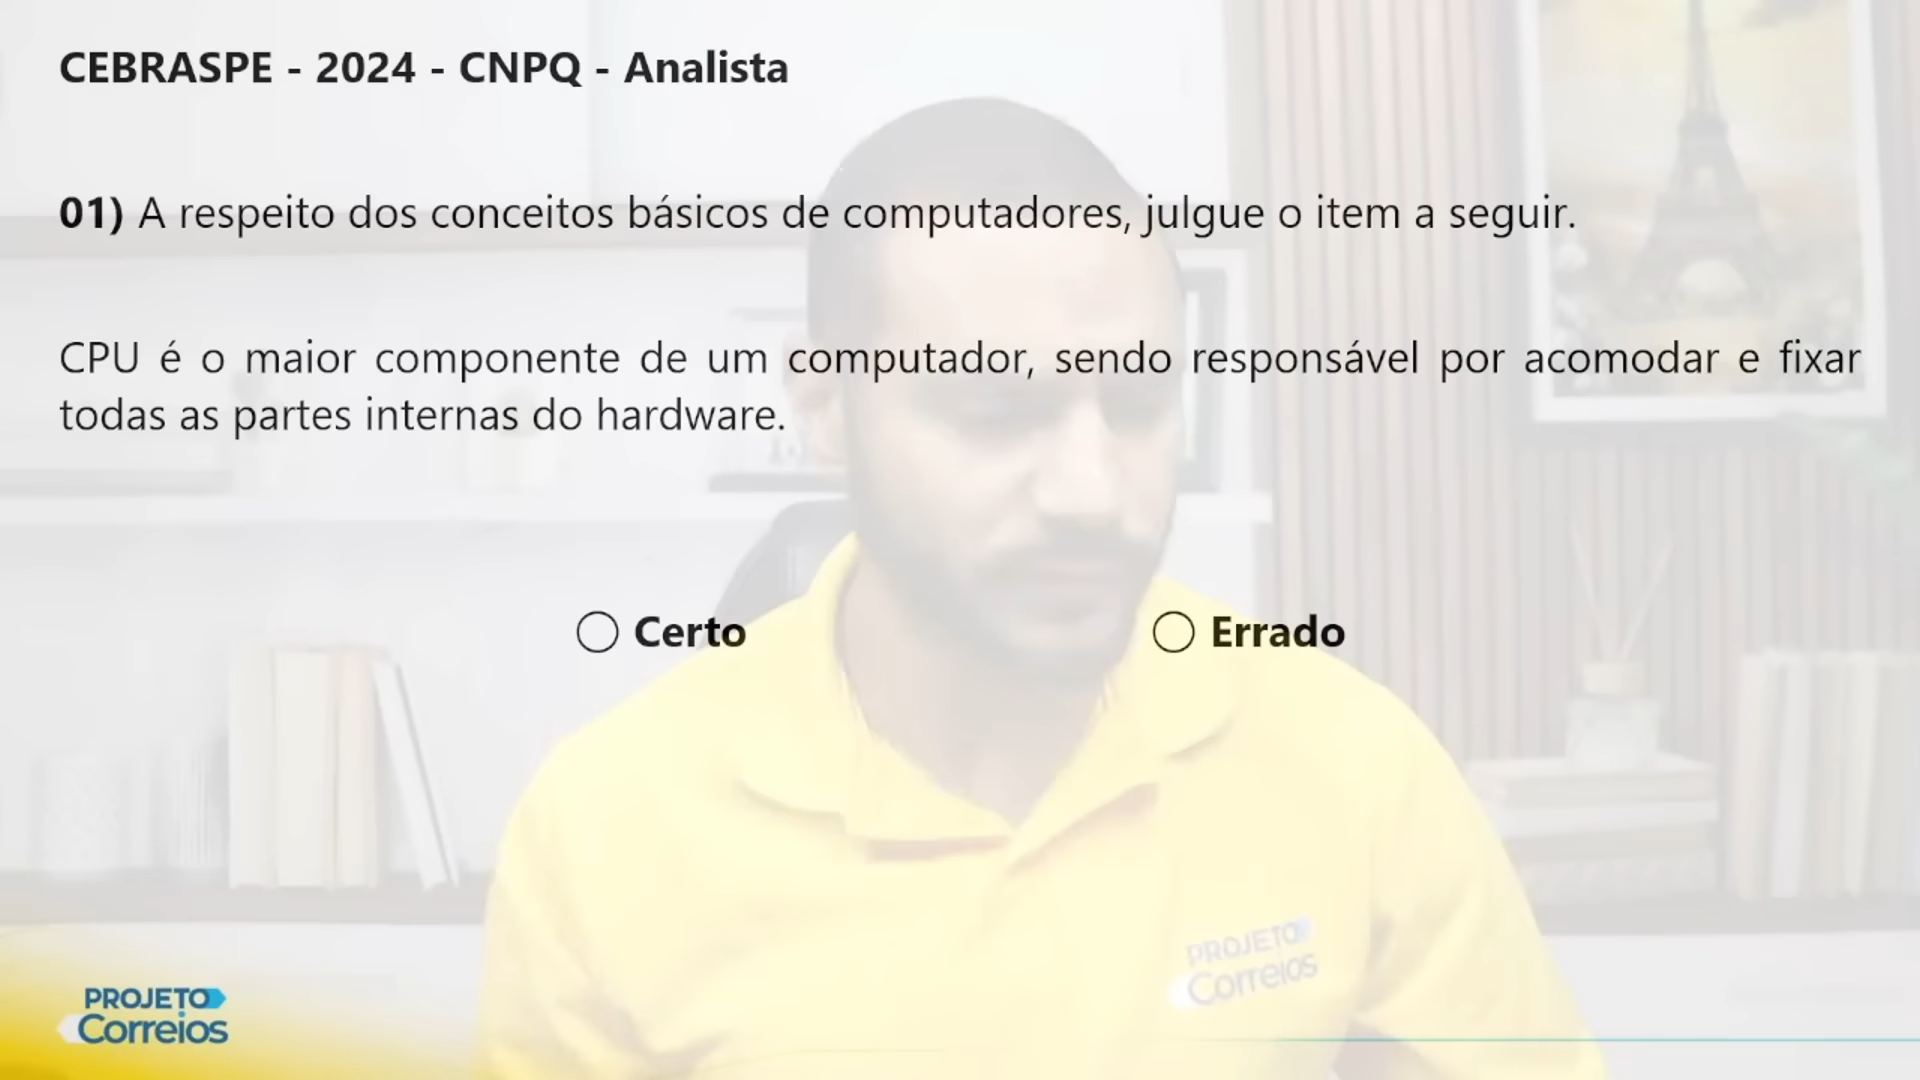 CEBRASPE - 2024 - CNPQ - Analista
01) A respeito dos conceitos básicos de computadores, julgue o item a seguir.
CPU é o maior componente de um computador, sendo responsável por acomodar e fixar
todas as partes internas do hardware.
Certo
Errado
PROJETO
Correios
PROJETO
Correios